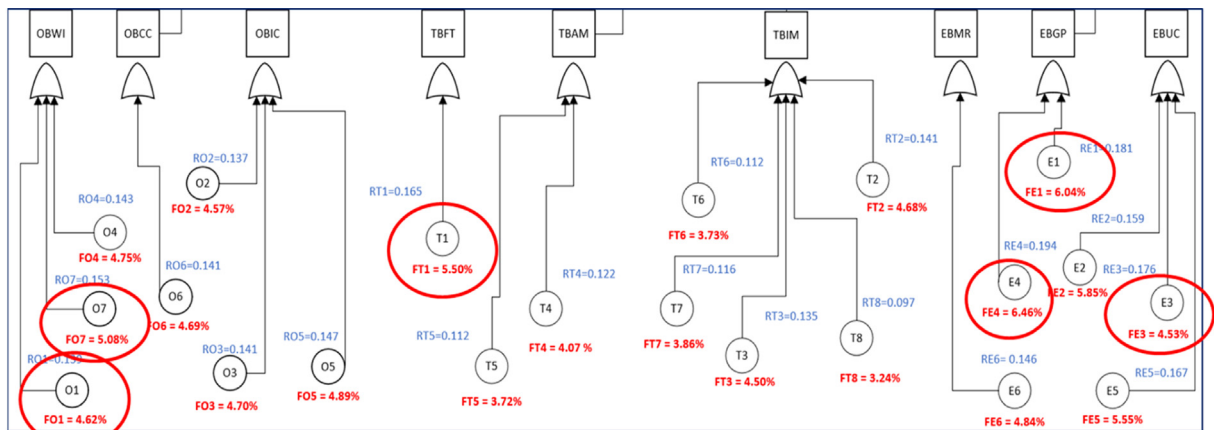 OBWI
OBCC
OBIC
TBFT
TBAM
TBIM
EBMR
EBGP
EBUC
RO2=0.137
O2
FO2 = 4.57%
RO4=0.143
O4
FO4 = 4.75%
RO7=0.153
O7
FO7 = 5.08%
O1
FO1 = 4.62%
RO6=0.141
O6
FO6 = 4.69%
RO3=0.141
O3
FO3 = 4.70%
RO5=0.147
O5
FO5 = 4.89%
RT1=0.165
T1
FT1 = 5.50%
RT5=0.112
T5
FT5 = 3.72%
RT4=0.122
T4
FT4 = 4.07 %
RT6=0.112
T6
FT6 = 3.73%
RT2=0.141
T2
FT2 = 4.68%
RT7=0.116
T7
FT7 = 3.86%
RT3=0.135
T3
FT3 = 4.50%
RT8=0.097
T8
FT8 = 3.24%
RE1=0.181
E1
FE1 = 6.04%
RE2=0.159
E2
FE2 = 5.85%
RE4=0.194
E4
FE4 = 6.46%
RE3=0.176
E3
FE3 = 4.53%
RE6= 0.146
E6
FE6 = 4.84%
RE5=0.167
E5
FE5 = 5.55%